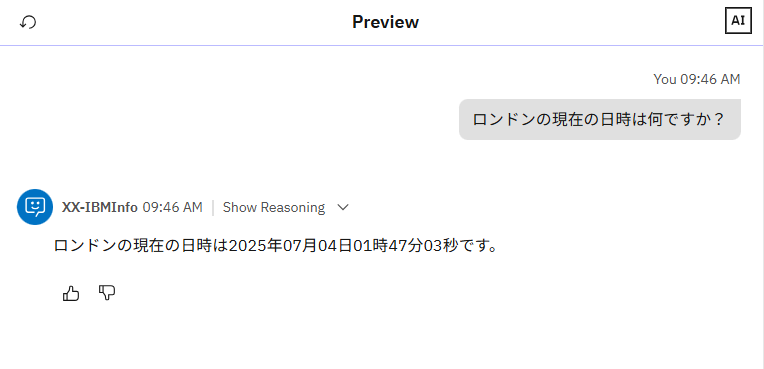 Preview
AI
You 09:46 AM
ロンドンの現在の日時は何ですか？
XX-IBMInfo 09:46 AM | Show Reasoning
ロンドンの現在の日時は2025年07月04日01時47分03秒です。